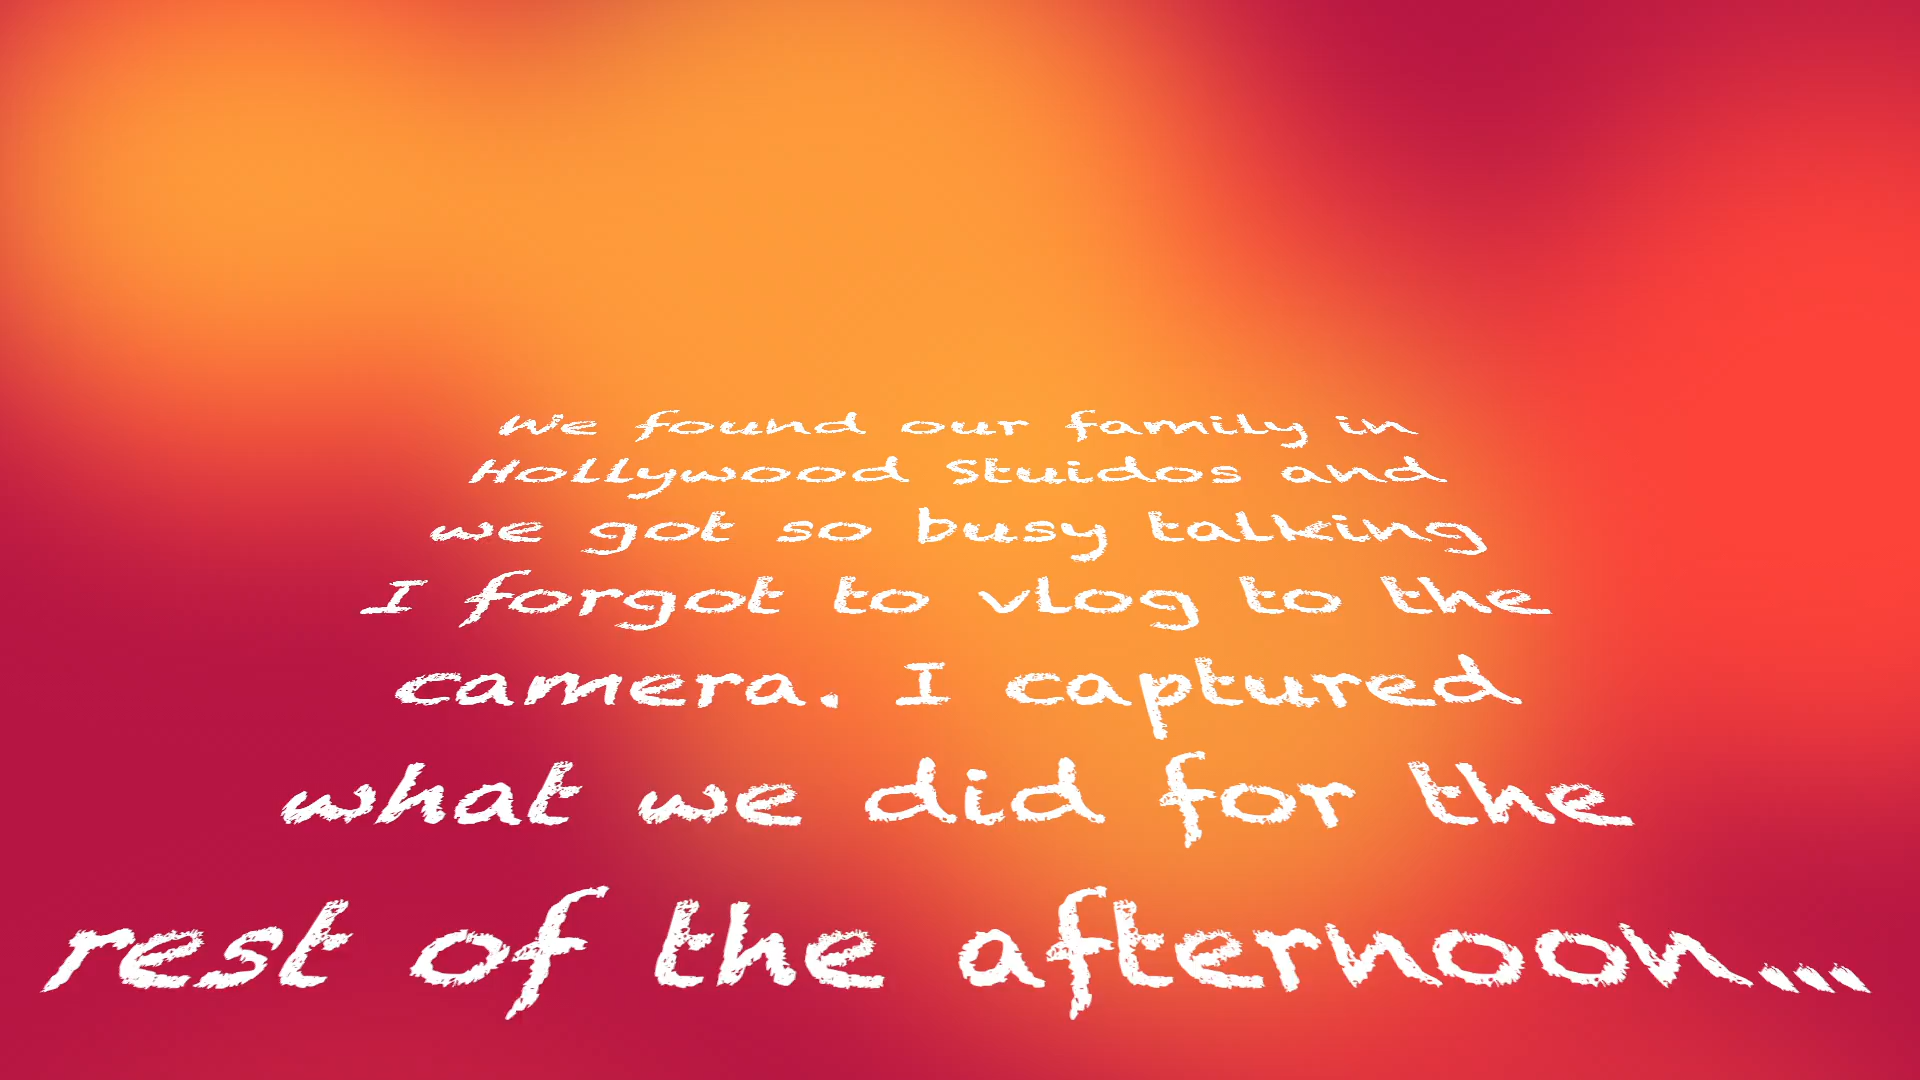 We found our family in
Hollywood Stuidos and
we got so busy talking
I forgot to vlog to the
camera. I captured
what we did for the
rest of the afternoon...